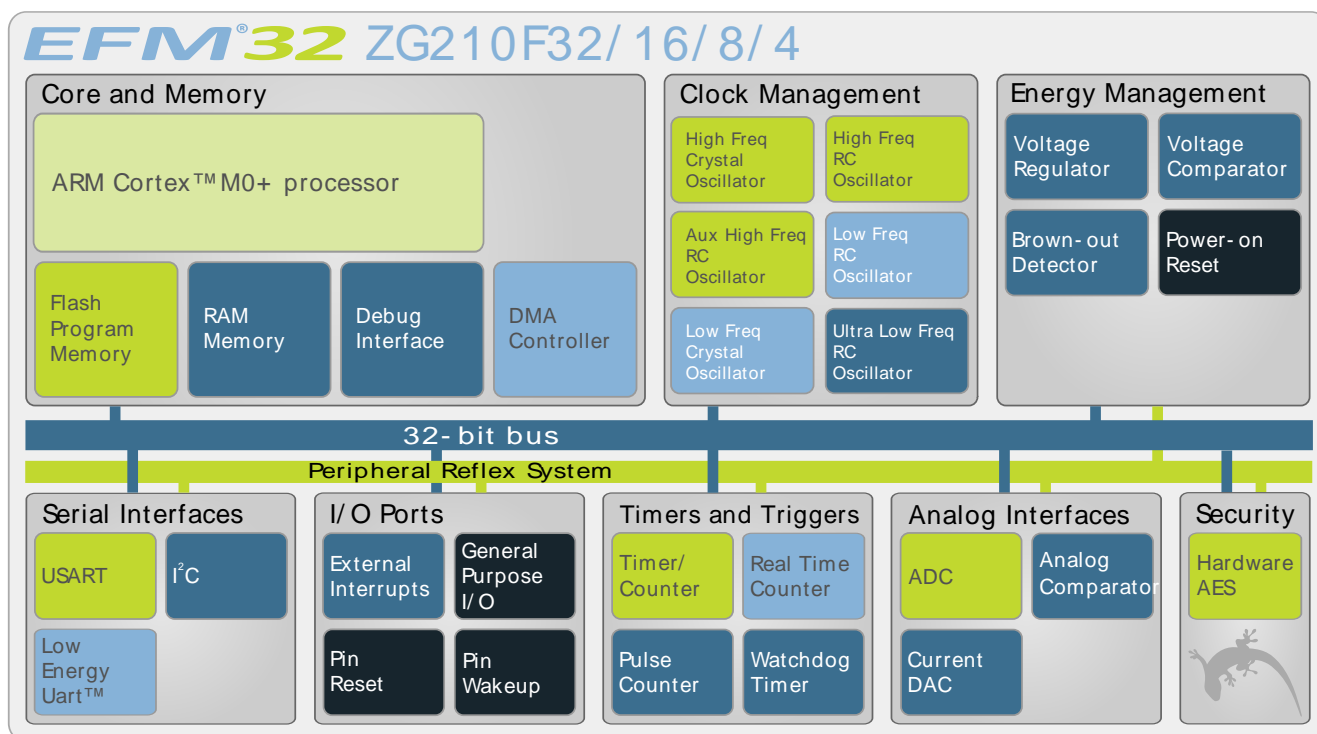 EFM®32 ZG210F32/16/8/4
Core and Memory
ARM Cortex™ M0+ processor
Flash
Program
Memory
RAM
Memory
Debug
Interface
DMA
Controller
Clock Management
High Freq
Crystal
Oscillator
High Freq
RC
Oscillator
Aux High Freq
RC
Oscillator
Low Freq
RC
Oscillator
Low Freq
Crystal
Oscillator
Ultra Low Freq
RC
Oscillator
Energy Management
Voltage
Regulator
Voltage
Comparator
Brown-out
Detector
Power-on
Reset
32-bit bus
Peripheral Reflex System
Serial Interfaces
USART
I²C
Low
Energy
Uart™
I/O Ports
External
Interrupts
General
Purpose
I/O
Pin
Reset
Pin
Wakeup
Timers and Triggers
Timer/
Counter
Real Time
Counter
Pulse
Counter
Watchdog
Timer
Analog Interfaces
ADC
Analog
Comparator
Current
DAC
Security
Hardware
AES